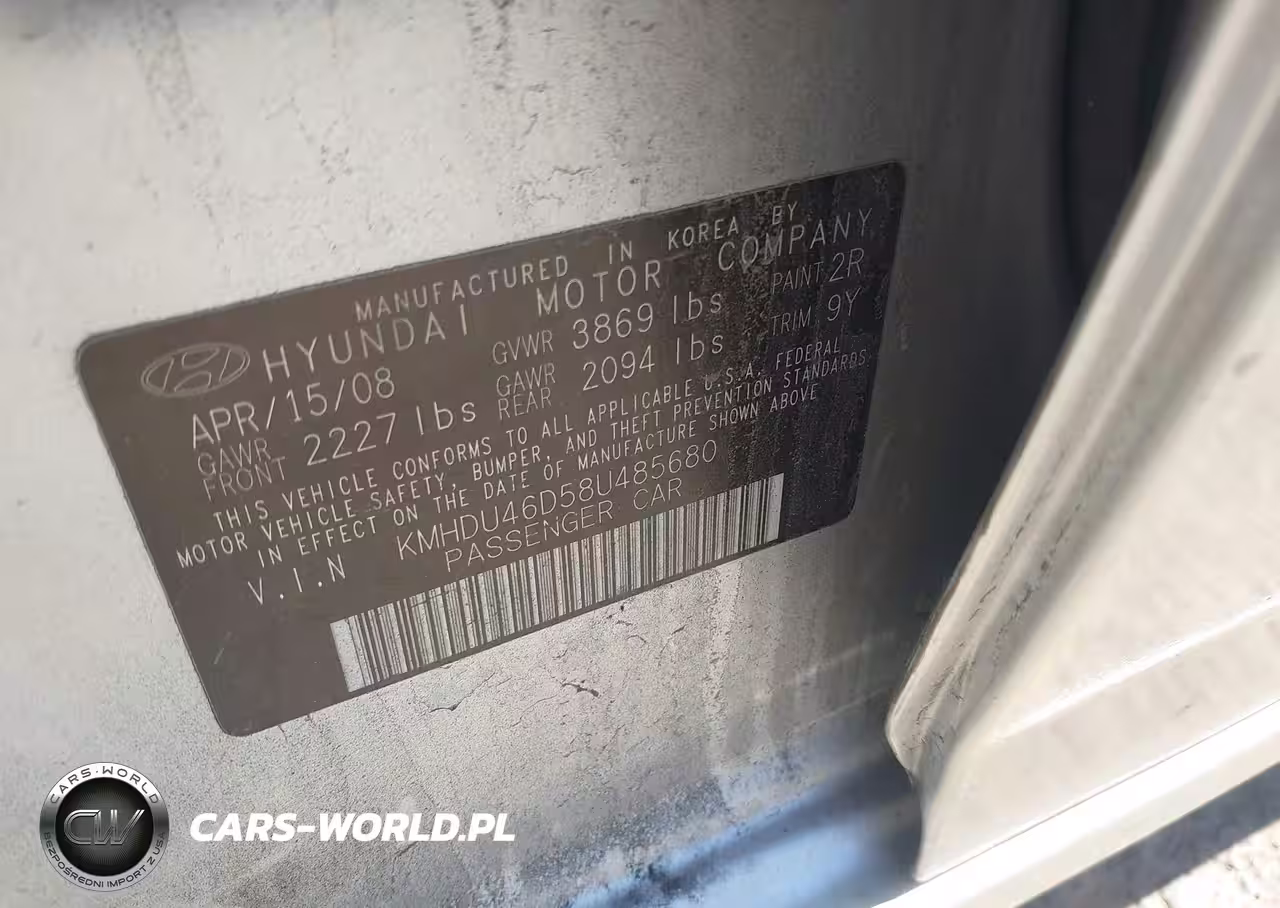 MANUFACTURED IN KOREA BY
HYUNDAI MOTOR COMPANY
APR/15/08 GVWR 3869 lbs PAINT 2R
GAWR FRONT 2227 lbs GAWR REAR 2094 lbs TRIM 9Y
THIS VEHICLE CONFORMS TO ALL APPLICABLE U.S.A. FEDERAL
MOTOR VEHICLE SAFETY, BUMPER, AND THEFT PREVENTION STANDARDS
IN EFFECT ON THE DATE OF MANUFACTURE SHOWN ABOVE
V.I.N KMHDU46D58U485680
PASSENGER CAR
CARS-WORLD
CW
BEZPOŚREDNI IMPORT Z USA
CARS-WORLD.PL